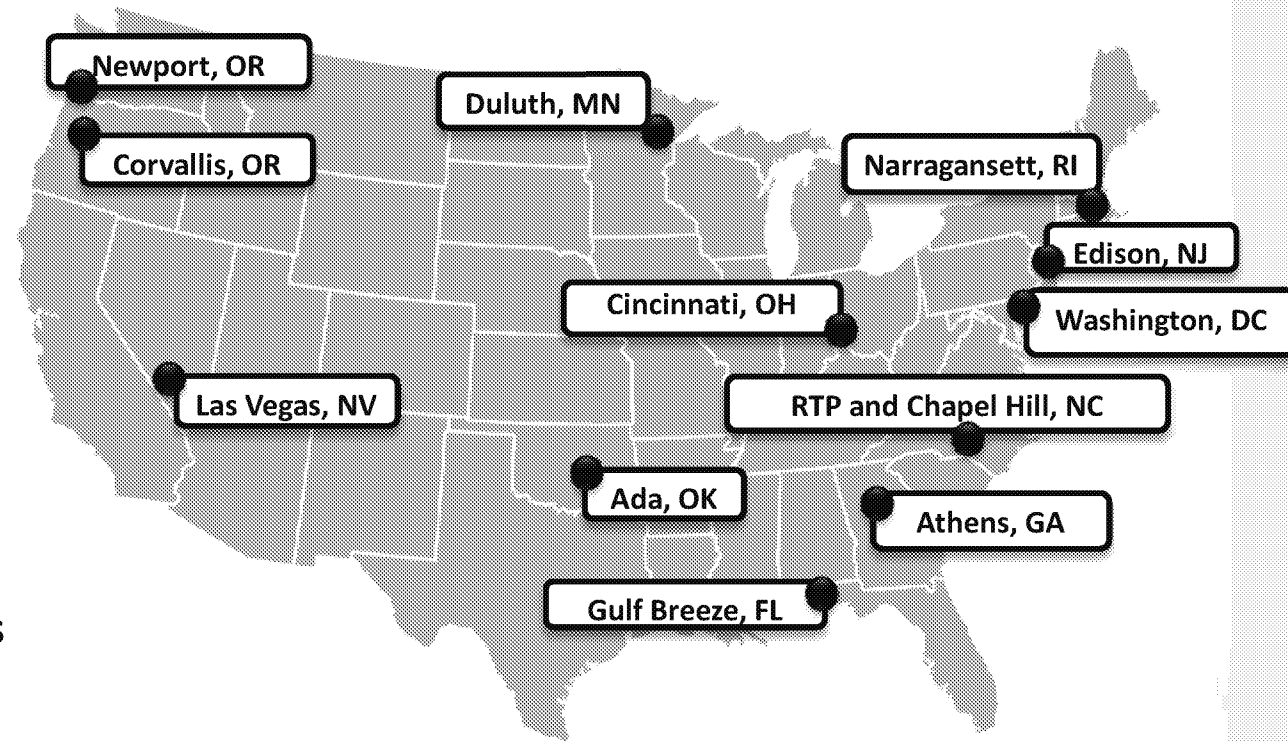 Newport, OR
Duluth, MN
Corvallis, OR
Narragansett, RI
Edison, NJ
Cincinnati, OH
Washington, DC
Las Vegas, NV
RTP and Chapel Hill, NC
Ada, OK
Athens, GA
Gulf Breeze, FL
s